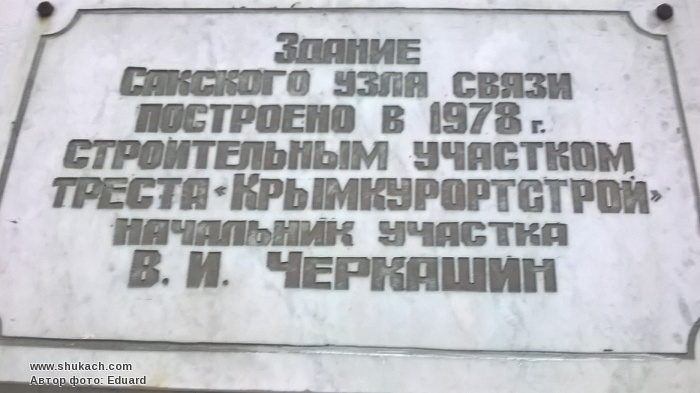 Здание
Сакского узла связи
построено в 1978 г.
строительным участком
треста «Крымкурортстрой»
начальник участка
В. И. Черкашин
www.shukach.com
Автор фото: Eduard